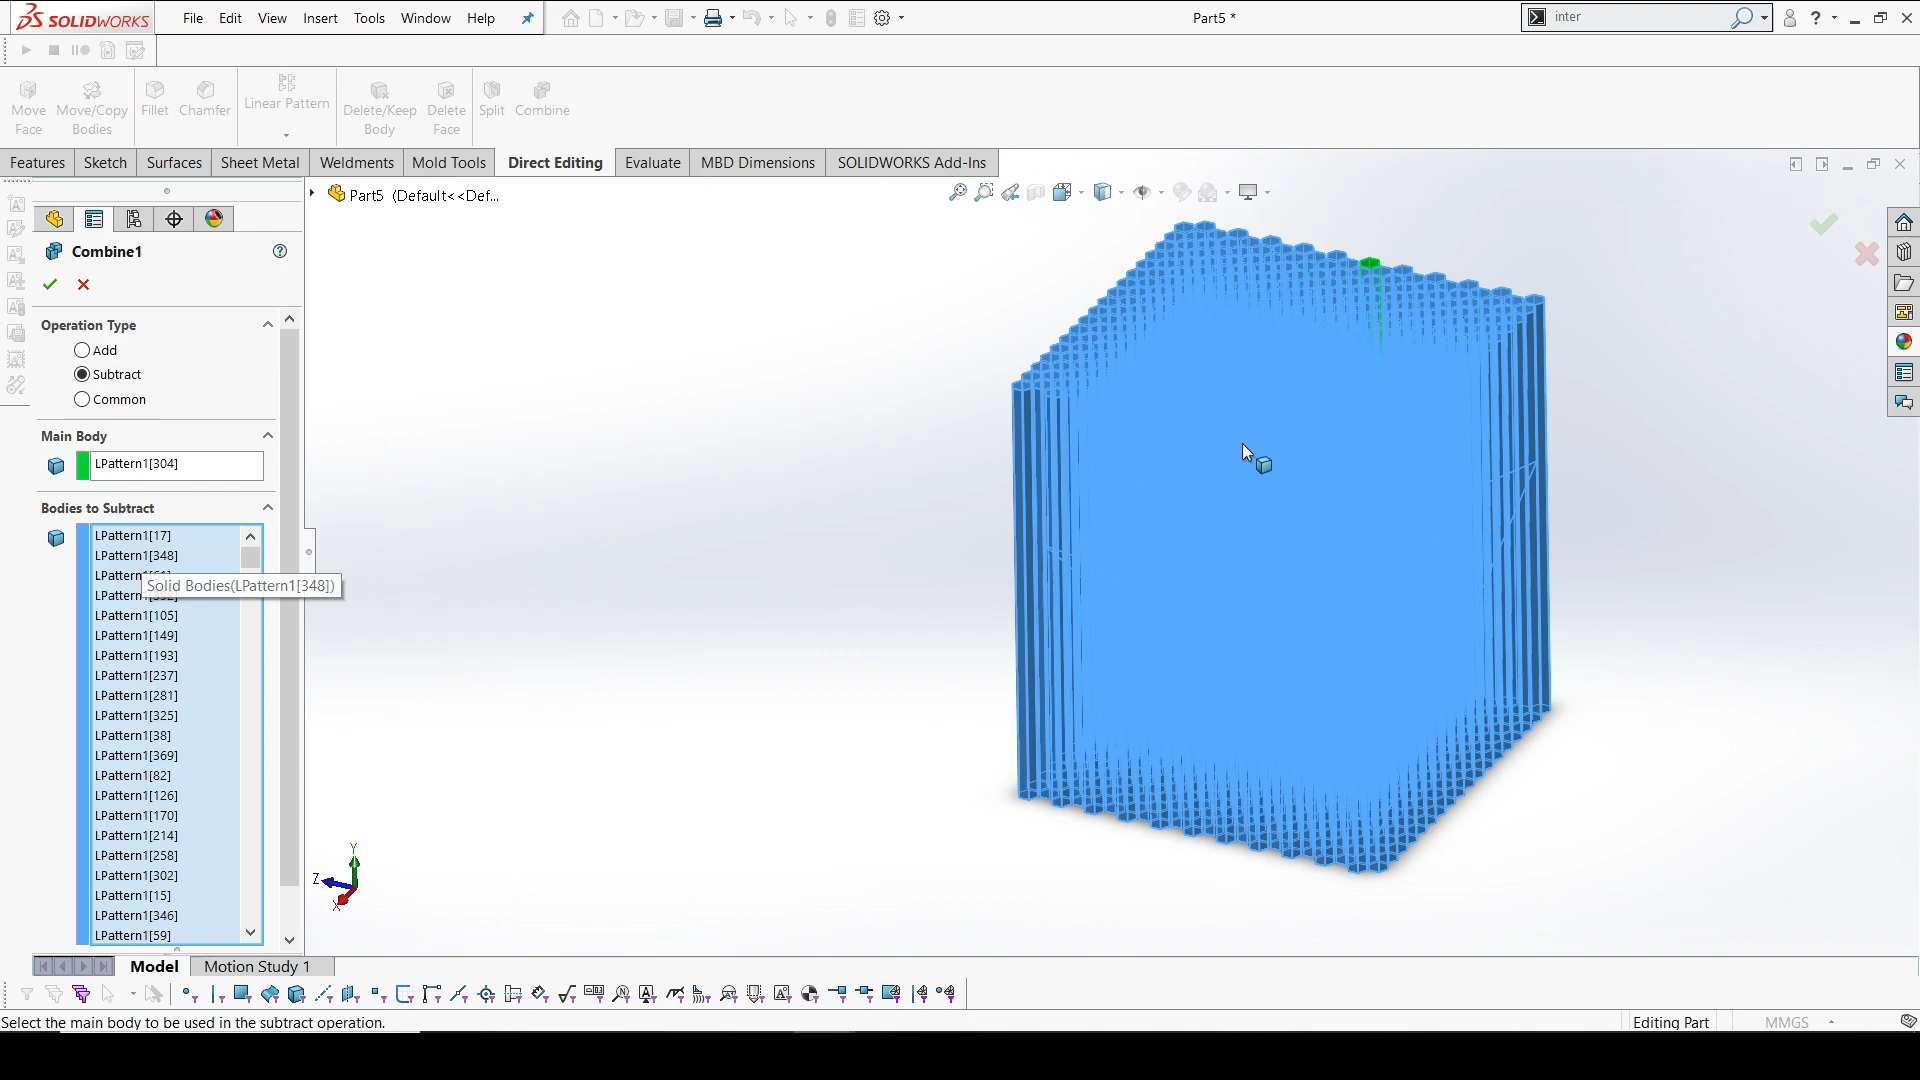 SOLIDWORKS
File Edit View Insert Tools Window Help
Part5 *
inter
Move Face
Move/Copy Bodies
Fillet
Chamfer
Linear Pattern
Delete/Keep Body
Delete Face
Split
Combine
Features Sketch Surfaces Sheet Metal Weldments Mold Tools Direct Editing Evaluate MBD Dimensions SOLIDWORKS Add-Ins
Part5 (Default<<Def...
Combine1
Operation Type
Add
Subtract
Common
Main Body
LPattern1[304]
Bodies to Subtract
LPattern1[17]
LPattern1[348]
LPattern
Solid Bodies(LPattern1[348])
LPattern
LPattern1[105]
LPattern1[149]
LPattern1[193]
LPattern1[237]
LPattern1[281]
LPattern1[325]
LPattern1[38]
LPattern1[369]
LPattern1[82]
LPattern1[126]
LPattern1[170]
LPattern1[214]
LPattern1[258]
LPattern1[302]
LPattern1[15]
LPattern1[346]
LPattern1[59]
Y
Z
X
Model Motion Study 1
Select the main body to be used in the subtract operation.
Editing Part
MMGS